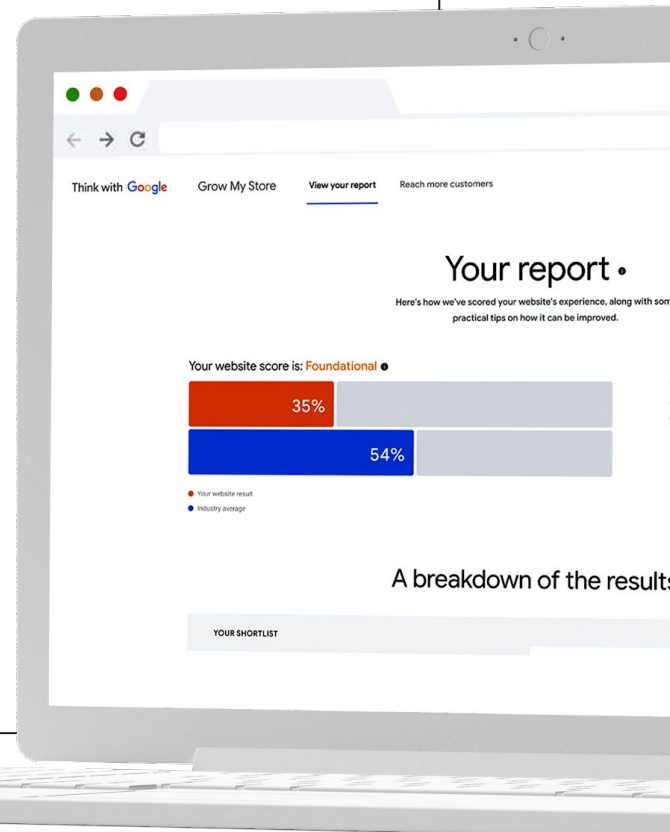 Think with Google Grow My Store View your report Reach more customers
Your report
Here's how we've scored your website's experience, along with som
practical tips on how it can be improved.
Your website score is: Foundational
35%
54%
Your website result
Industry average
A breakdown of the results
YOUR SHORTLIST